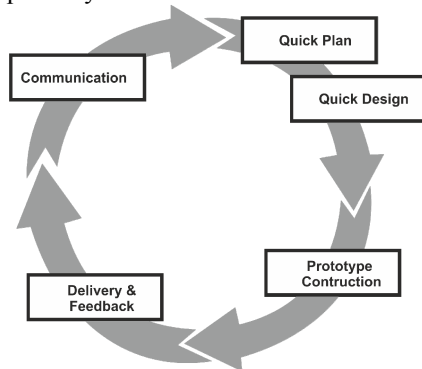 Quick Plan
Communication
Quick Design
Prototype
Contruction
Delivery &
Feedback